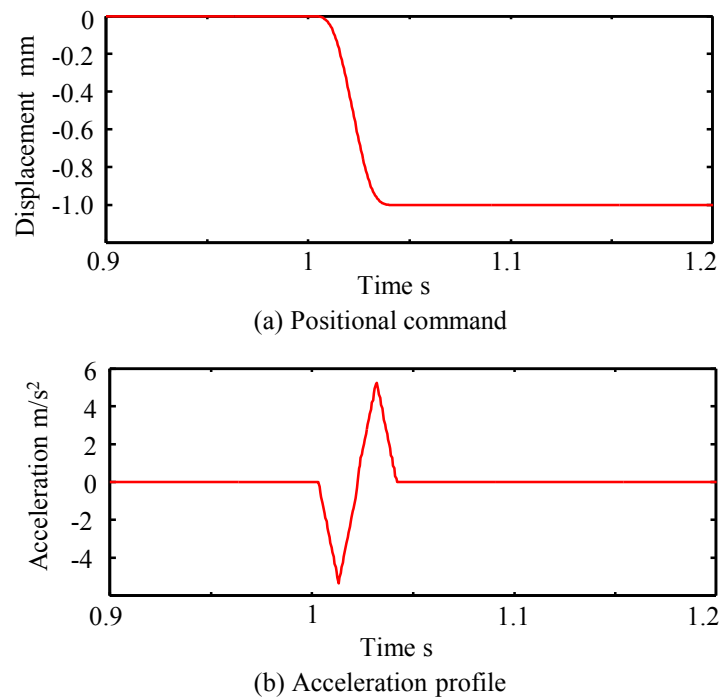 0
-0.2
-0.4
-0.6
-0.8
-1.0
Displacement mm
0.9 1 1.1 1.2
Time s
(a) Positional command
6
4
2
0
-2
-4
Acceleration m/s²
0.9 1 1.1 1.2
Time s
(b) Acceleration profile